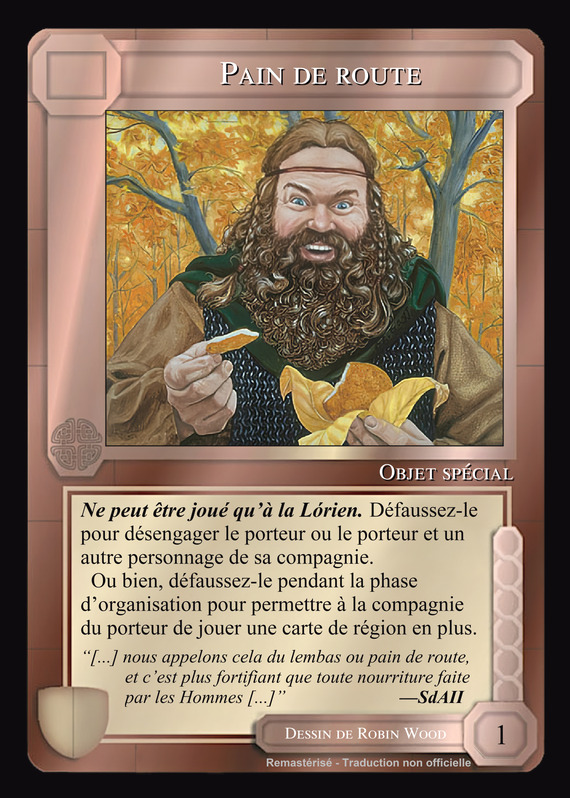 PAIN DE ROUTE
OBJET SPÉCIAL
Ne peut être joué qu’à la Lórien. Défaussez-le
pour désengager le porteur ou le porteur et un
autre personnage de sa compagnie.
Ou bien, défaussez-le pendant la phase
d’organisation pour permettre à la compagnie
du porteur de jouer une carte de région en plus.
“[...] nous appelons cela du lembas ou pain de route,
et c’est plus fortifiant que toute nourriture faite
par les Hommes [...]” —SdAII
DESSIN DE ROBIN WOOD
1
Remastérisé - Traduction non officielle